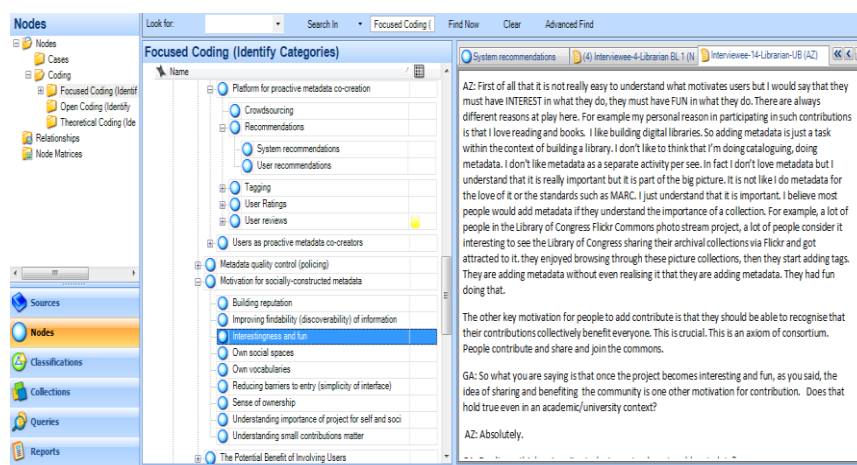 Nodes
Look for:
Search In
Focused Coding (
Find Now
Clear
Advanced Find
Nodes
Cases
Coding
Focused Coding (Identif
Open Coding (Identify
Theoretical Coding (Ide
Relationships
Node Matrices
Sources
Nodes
Classifications
Collections
Queries
Reports
Focused Coding (Identify Categories)
Name
Platform for proactive metadata co-creation
Crowdsourcing
Recommendations
System recommendations
User recommendations
Tagging
User Ratings
User reviews
Users as proactive metadata co-creators
Metadata quality control (policing)
Motivation for socially-constructed metadata
Building reputation
Improving findability (discoverability) of information
Interestingness and fun
Own social spaces
Own vocabularies
Reducing barriers to entry (simplicity of interface)
Sense of ownership
Understanding importance of project for self and soci
Understanding small contributions matter
The Potential Benefit of Involving Users
System recommendations
(4) Interviewee-4-Librarian BL 1 (N
Interviewee-14-Librarian-UB (AZ)
AZ: First of all that it is not really easy to understand what motivates users but I would say that they
must have INTEREST in what they do, they must have FUN in what they do. There are always
different reasons at play here. For example my personal reason in participating in such contributions
is that I love reading and books. I like building digital libraries. So adding metadata is just a task
within the context of building a library. I don't like to think that I'm doing cataloguing, doing
metadata. I don't like metadata as a separate activity per see. In fact I don't love metadata but I
understand that it is really important but it is part of the big picture. It is not like I do metadata for
the love of it or the standards such as MARC. I just understand that it is important. I believe most
people would add metadata if they understand the importance of a collection. For example, a lot of
people in the Library of Congress Flickr Commons photo stream project, a lot of people consider it
interesting to see the Library of Congress sharing their archival collections via Flickr and got
attracted to it. they enjoyed browsing through these picture collections, then they start adding tags.
They are adding metadata without even realising it that they are adding metadata. They had fun
doing that.
The other key motivation for people to add contribute is that they should be able to recognise that
their contributions collectively benefit everyone. This is crucial. This is an axiom of consortium.
People contribute and share and join the commons.
GA: So what you are saying is that once the project becomes interesting and fun, as you said, the
idea of sharing and benefiting the community is one other motivation for contribution. Does that
hold true even in an academic/university context?
AZ: Absolutely.